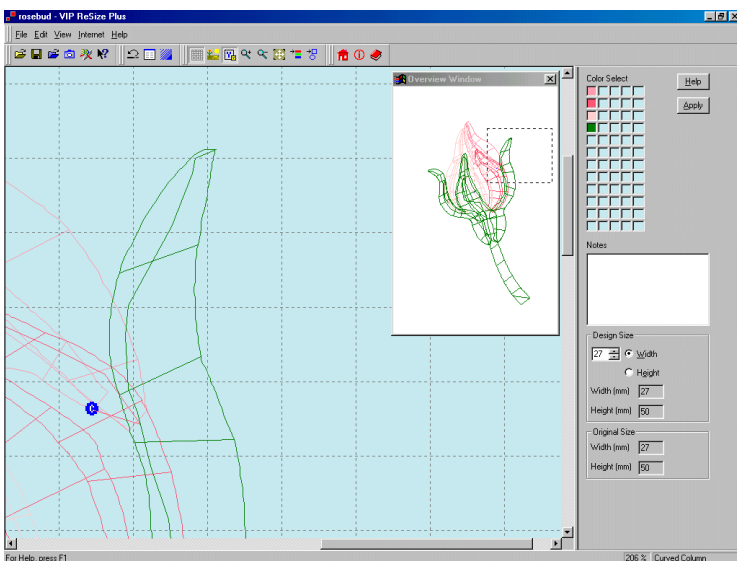 rosebud - VIP ReSize Plus
File Edit View Internet Help
Overview Window
Color Select
Help
Apply
Notes
Design Size
27 Width
Height
Width (mm) 27
Height (mm) 50
Original Size
Width (mm) 27
Height (mm) 50
C
For Help, press F1
206 % Curved Column